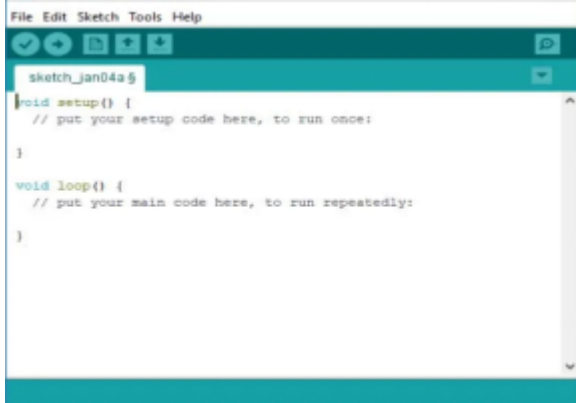 File Edit Sketch Tools Help
sketch_jan04a §
void setup() {
  // put your setup code here, to run once:
}
void loop() {
  // put your main code here, to run repeatedly:
}